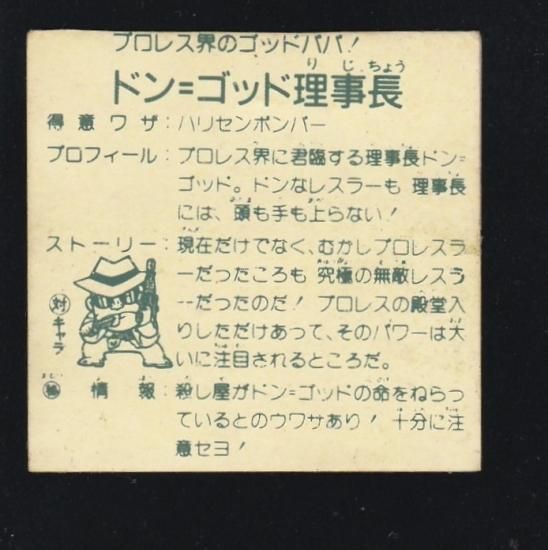 プロレス界のゴッドパパ!
ドン=ゴッド理事長
りじちょう
得意ワザ:ハリセンボンバー
プロフィール:プロレス界に君臨する理事長ドン=
ゴッド。ドンなレスラーも 理事長
には、頭も手も上らない!
ストーリー:現在だけでなく、むかしプロレスラ
ーだったころも 究極の無敵レスラ
ーだったのだ! プロレスの殿堂入
りしただけあって、そのパワーは大
いに注目されるところだ。
対キャラ
㊙情報:殺し屋がドン=ゴッドの命をねらっ
ているとのウワサあり! 十分に注
意セヨ!